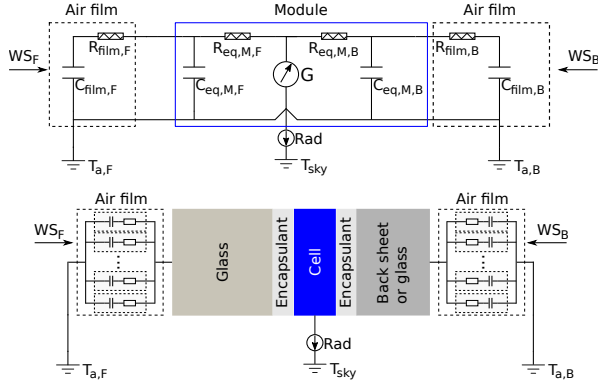 Air film
Module
Air film
R_film,F
R_eq,M,F
R_eq,M,B
R_film,B
WS_F
WS_B
C_film,F
C_eq,M,F
G
C_eq,M,B
C_film,B
Rad
T_a,F
T_sky
T_a,B
Air film
Air film
WS_F
WS_B
Glass
Encapsulant
Cell
Encapsulant
Back sheet
or glass
Rad
T_a,F
T_sky
T_a,B